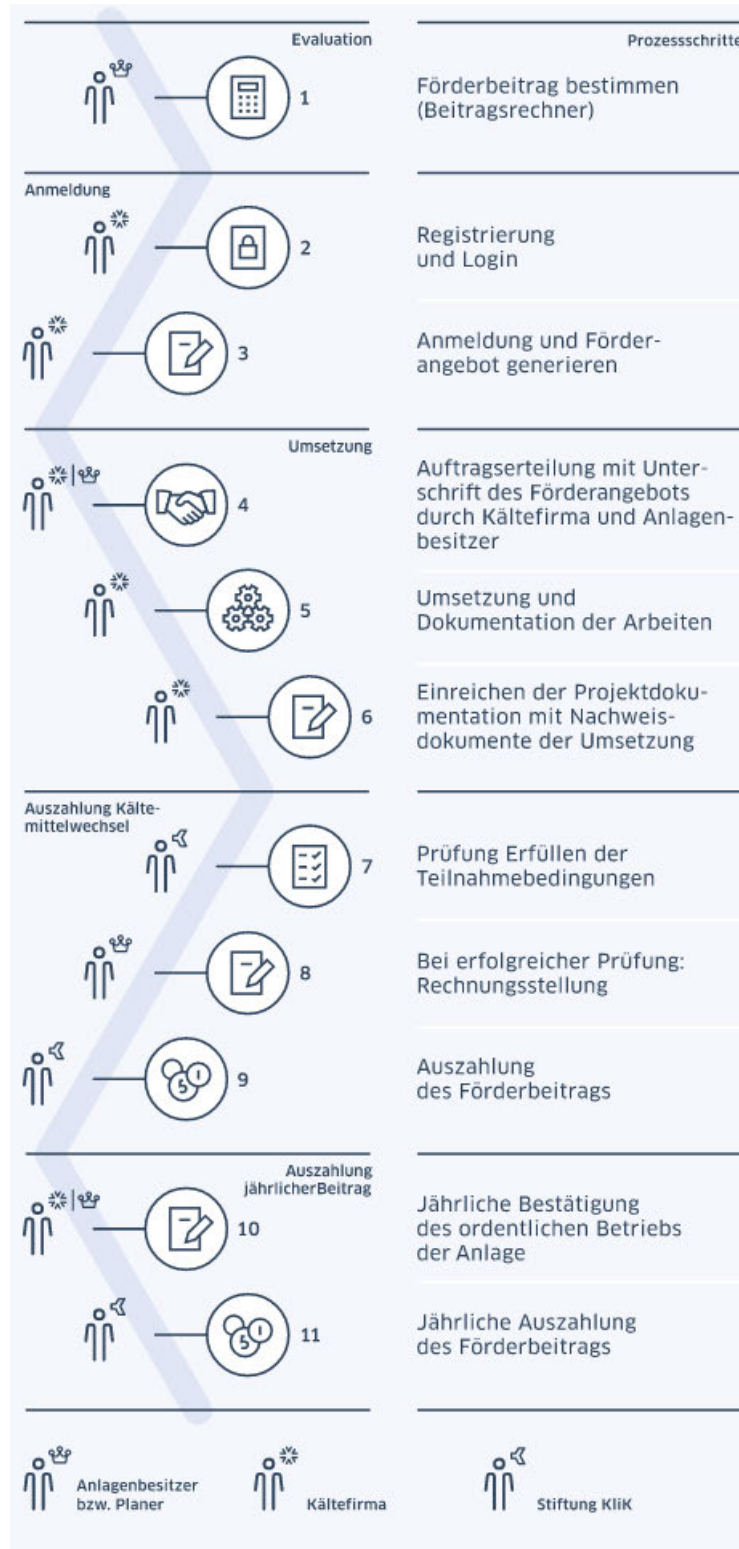 Evaluation
Prozessschritte
1
Förderbeitrag bestimmen
(Beitragsrechner)
Anmeldung
2
Registrierung
und Login
3
Anmeldung und Förder-
angebot generieren
Umsetzung
4
Auftragserteilung mit Unter-
schrift des Förderangebots
durch Kältefirma und Anlagen-
besitzer
5
Umsetzung und
Dokumentation der Arbeiten
6
Einreichen der Projektdoku-
mentation mit Nachweis-
dokumente der Umsetzung
Auszahlung Kälte-
mittelwechsel
7
Prüfung Erfüllen der
Teilnahmebedingungen
8
Bei erfolgreicher Prüfung:
Rechnungsstellung
5 1
9
Auszahlung
des Förderbeitrags
Auszahlung
jährlicherBeitrag
10
Jährliche Bestätigung
des ordentlichen Betriebs
der Anlage
5 1
11
Jährliche Auszahlung
des Förderbeitrags
Anlagenbesitzer
bzw. Planer
Kältefirma
Stiftung KliK